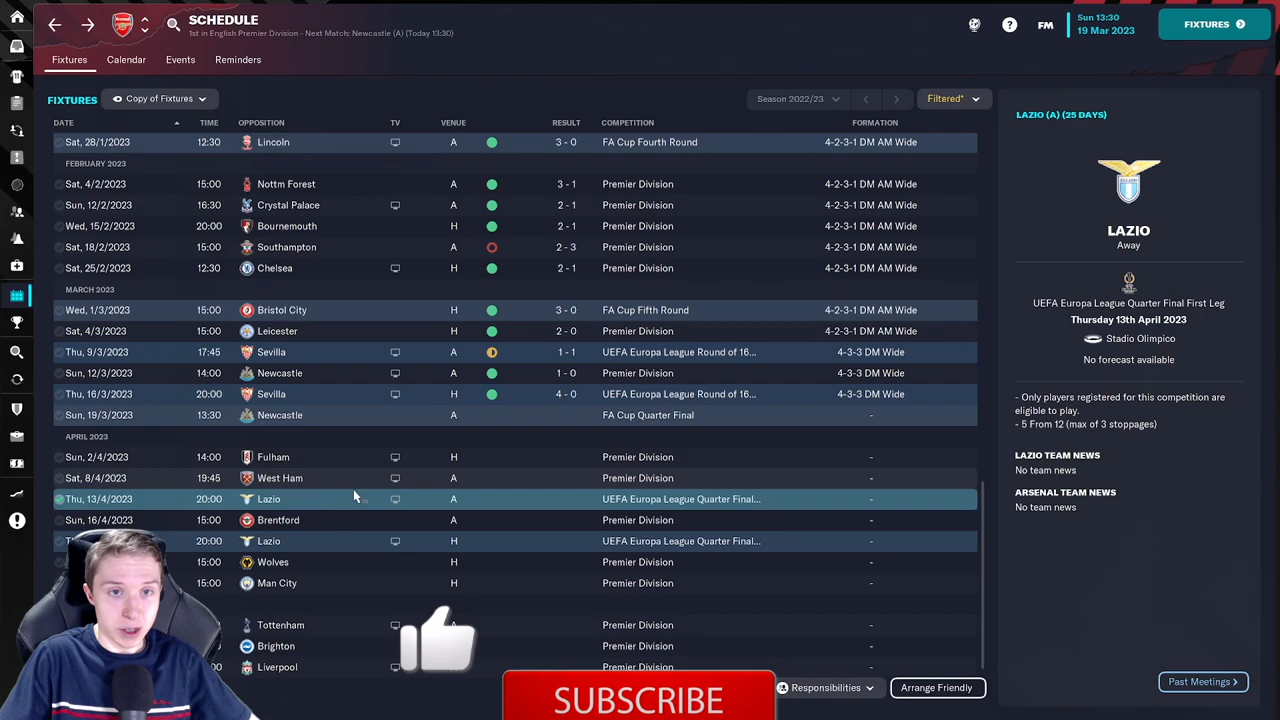 SCHEDULE
1st in English Premier Division - Next Match: Newcastle (A) (Today 13:30)
FM
Sun 13:30
19 Mar 2023
FIXTURES
Fixtures Calendar Events Reminders
FIXTURES Copy of Fixtures Season 2022/23 Filtered*
DATE TIME OPPOSITION TV VENUE RESULT COMPETITION FORMATION
Sat, 28/1/2023 12:30 Lincoln A 3 - 0 FA Cup Fourth Round 4-2-3-1 DM AM Wide
FEBRUARY 2023
Sat, 4/2/2023 15:00 Nottm Forest A 3 - 1 Premier Division 4-2-3-1 DM AM Wide
Sun, 12/2/2023 16:30 Crystal Palace A 2 - 1 Premier Division 4-2-3-1 DM AM Wide
Wed, 15/2/2023 20:00 Bournemouth H 2 - 1 Premier Division 4-2-3-1 DM AM Wide
Sat, 18/2/2023 15:00 Southampton A 2 - 3 Premier Division 4-2-3-1 DM AM Wide
Sat, 25/2/2023 12:30 Chelsea H 2 - 1 Premier Division 4-2-3-1 DM AM Wide
MARCH 2023
Wed, 1/3/2023 15:00 Bristol City H 3 - 0 FA Cup Fifth Round 4-2-3-1 DM AM Wide
Sat, 4/3/2023 15:00 Leicester H 2 - 0 Premier Division 4-2-3-1 DM AM Wide
Thu, 9/3/2023 17:45 Sevilla A 1 - 1 UEFA Europa League Round of 16... 4-3-3 DM Wide
Sun, 12/3/2023 14:00 Newcastle A 1 - 0 Premier Division 4-3-3 DM Wide
Thu, 16/3/2023 20:00 Sevilla H 4 - 0 UEFA Europa League Round of 16... 4-3-3 DM Wide
Sun, 19/3/2023 13:30 Newcastle A FA Cup Quarter Final -
APRIL 2023
Sun, 2/4/2023 14:00 Fulham H Premier Division -
Sat, 8/4/2023 19:45 West Ham A Premier Division -
Thu, 13/4/2023 20:00 Lazio A UEFA Europa League Quarter Final... -
Sun, 16/4/2023 15:00 Brentford A Premier Division -
20:00 Lazio H UEFA Europa League Quarter Final... -
15:00 Wolves H Premier Division -
15:00 Man City H Premier Division -
Tottenham Premier Division -
Brighton Premier Division -
Liverpool Premier Division -
Responsibilities Arrange Friendly
SUBSCRIBE
LAZIO (A) (25 DAYS)
LAZIO
Away
UEFA Europa League Quarter Final First Leg
Thursday 13th April 2023
Stadio Olimpico
No forecast available
- Only players registered for this competition are
eligible to play.
- 5 From 12 (max of 3 stoppages)
LAZIO TEAM NEWS
No team news
ARSENAL TEAM NEWS
No team news
Past Meetings >